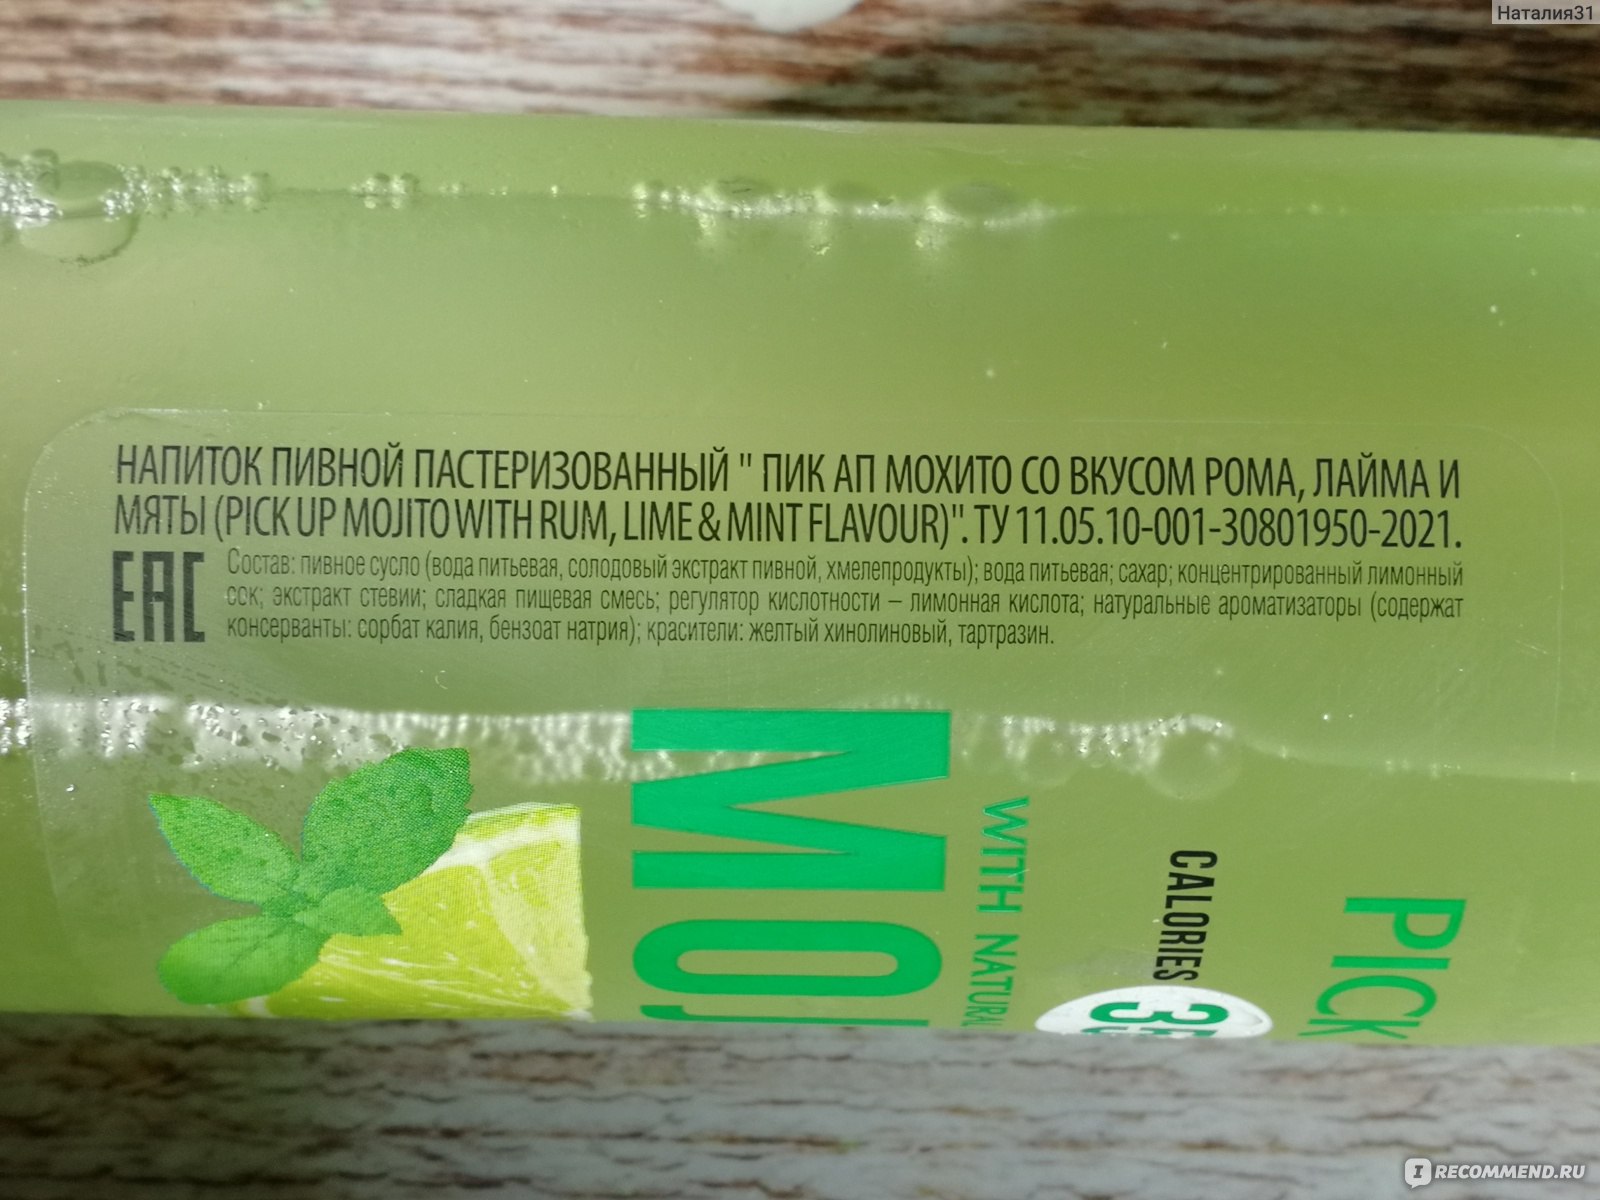 Наталия31
НАПИТОК ПИВНОЙ ПАСТЕРИЗОВАННЫЙ " ПИК АП МОХИТО СО ВКУСОМ РОМА, ЛАЙМА И
МЯТЫ (PICK UP MOJITO WITH RUM, LIME & MINT FLAVOUR)". ТУ 11.05.10-001-30801950-2021.
EAC
Состав: пивное сусло (вода питьевая, солодовый экстракт пивной, хмелепродукты); вода питьевая; сахар; концентрированный лимонный
сок; экстракт стевии; сладкая пищевая смесь; регулятор кислотности – лимонная кислота; натуральные ароматизаторы (содержат
консерванты: сорбат калия, бензоат натрия); красители: желтый хинолиновый, тартразин.
PICK
CALORIES
WITH NATURAL
IRECOMMEND.RU